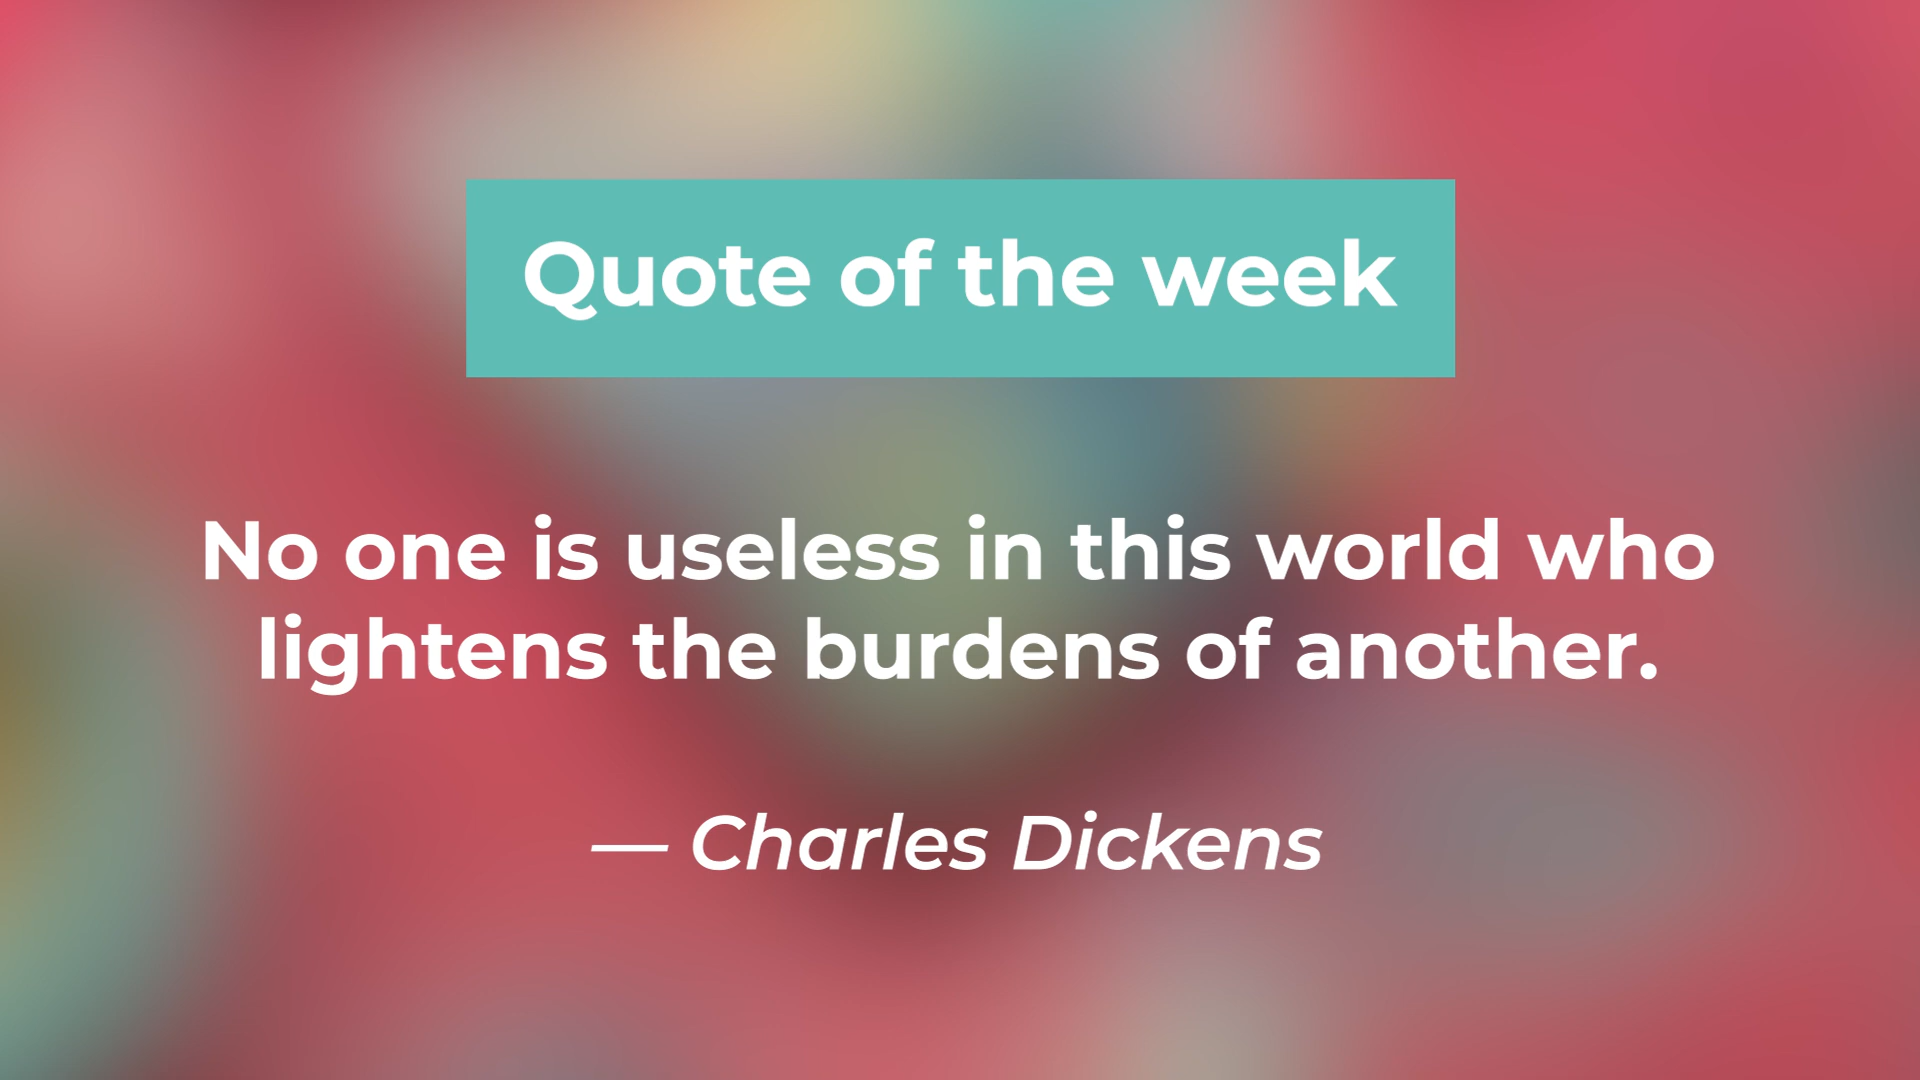 Quote of the week
No one is useless in this world who
lightens the burdens of another.
— Charles Dickens